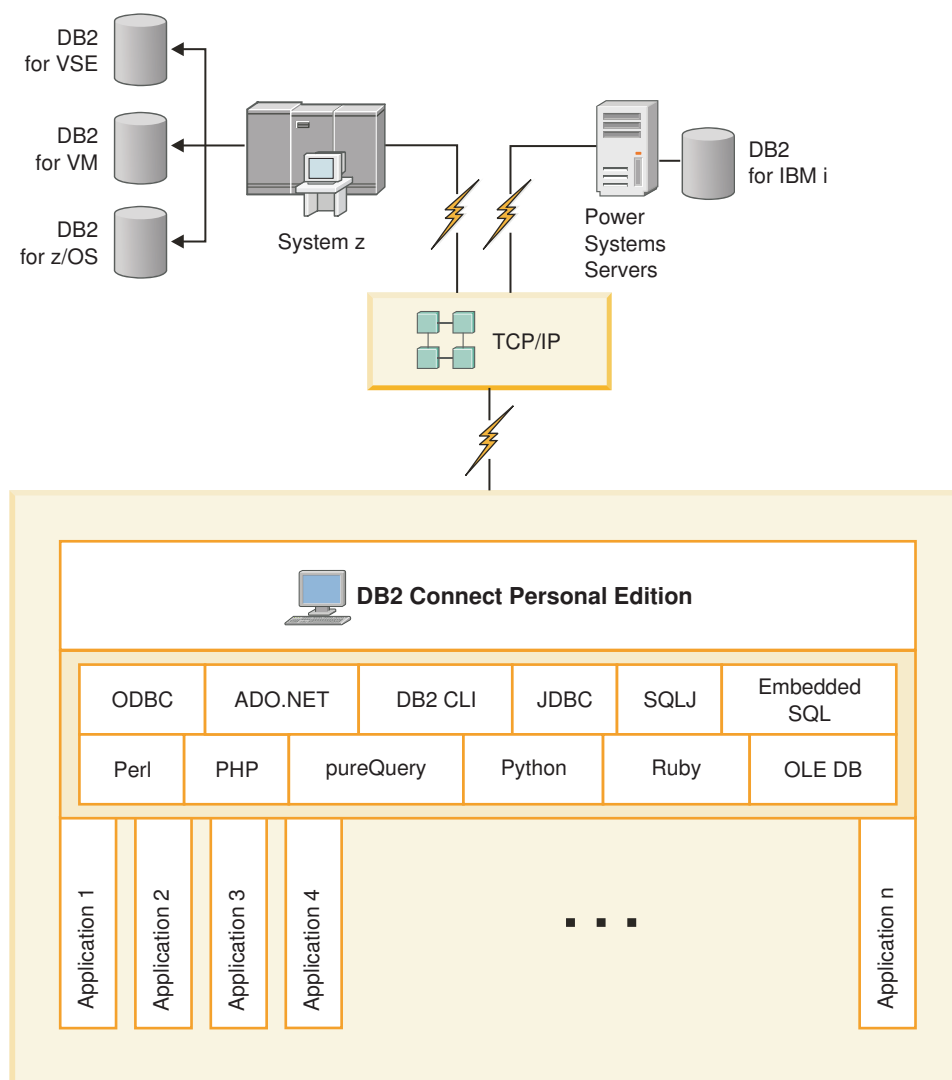 DB2
for VSE
DB2
for VM
DB2
for z/OS
System z
Power
Systems
Servers
DB2
for IBM i
TCP/IP
DB2 Connect Personal Edition
ODBC
ADO.NET
DB2 CLI
JDBC
SQLJ
Embedded
SQL
Perl
PHP
pureQuery
Python
Ruby
OLE DB
Application 1
Application 2
Application 3
Application 4
. . .
Application n